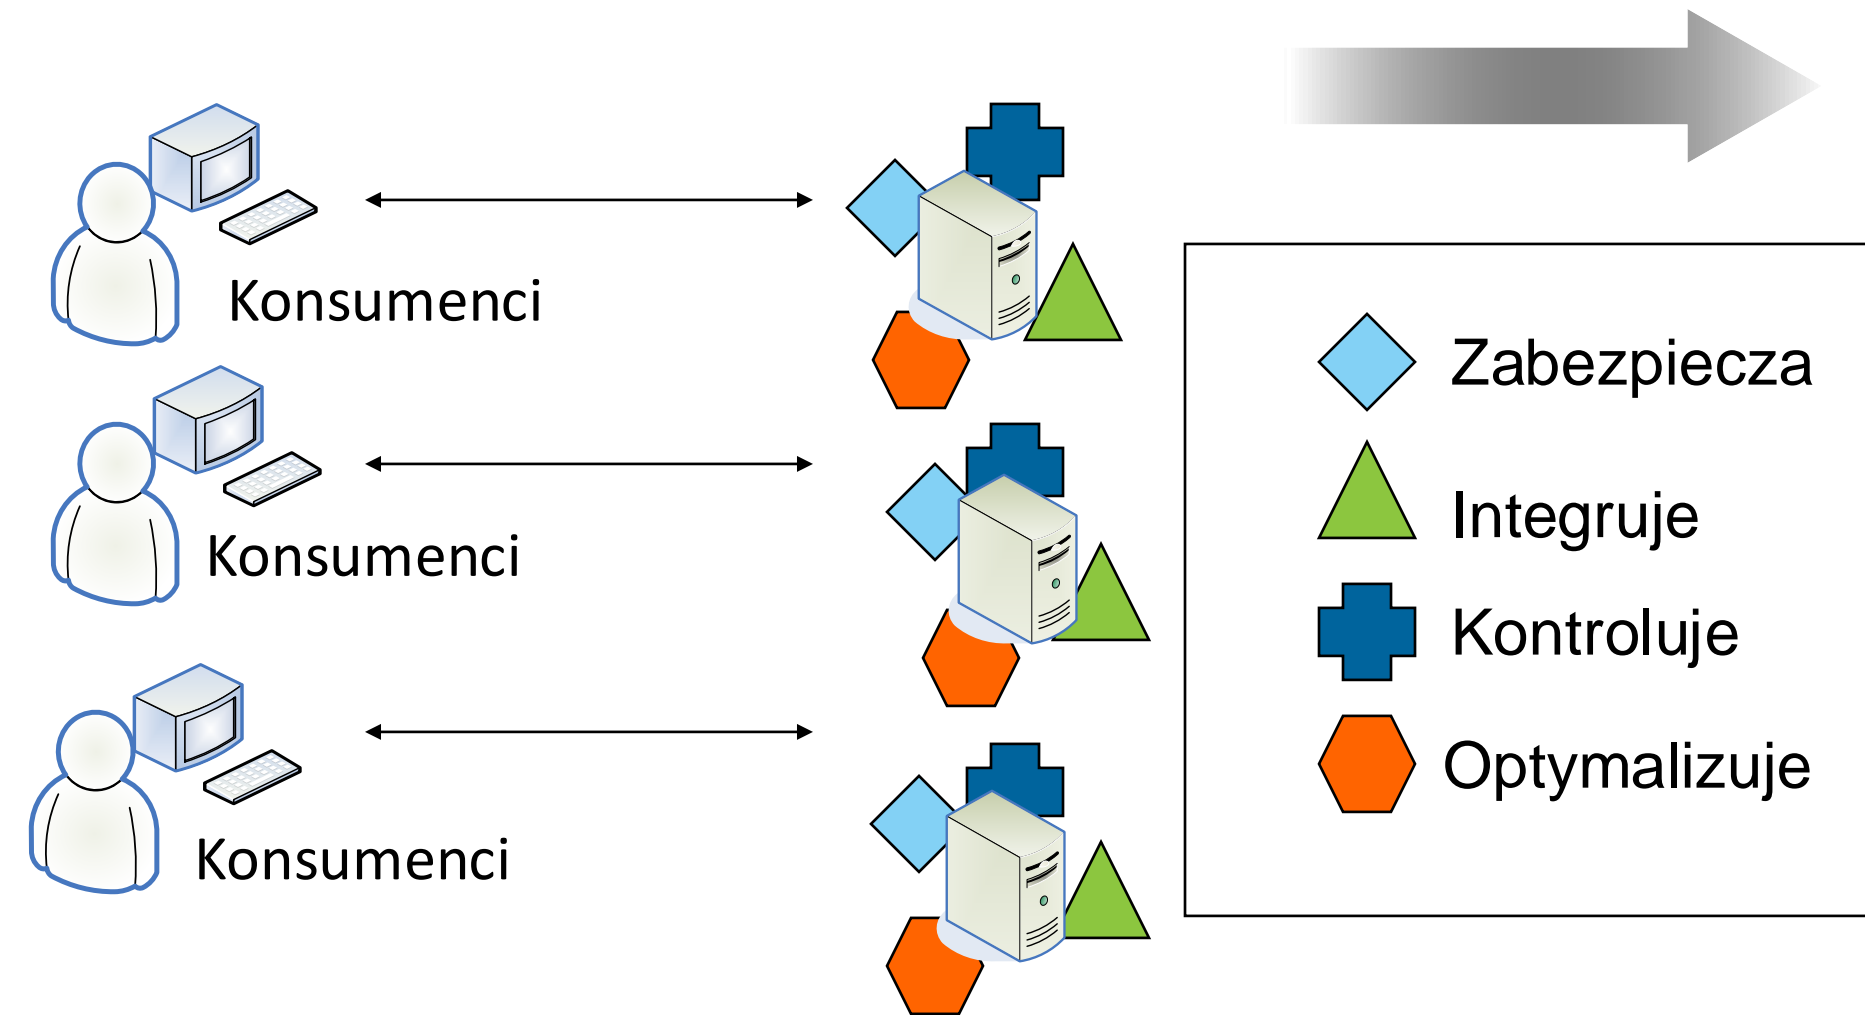 Konsumenci
Konsumenci
Konsumenci
Zabezpiecza
Integruje
Kontroluje
Optymalizuje